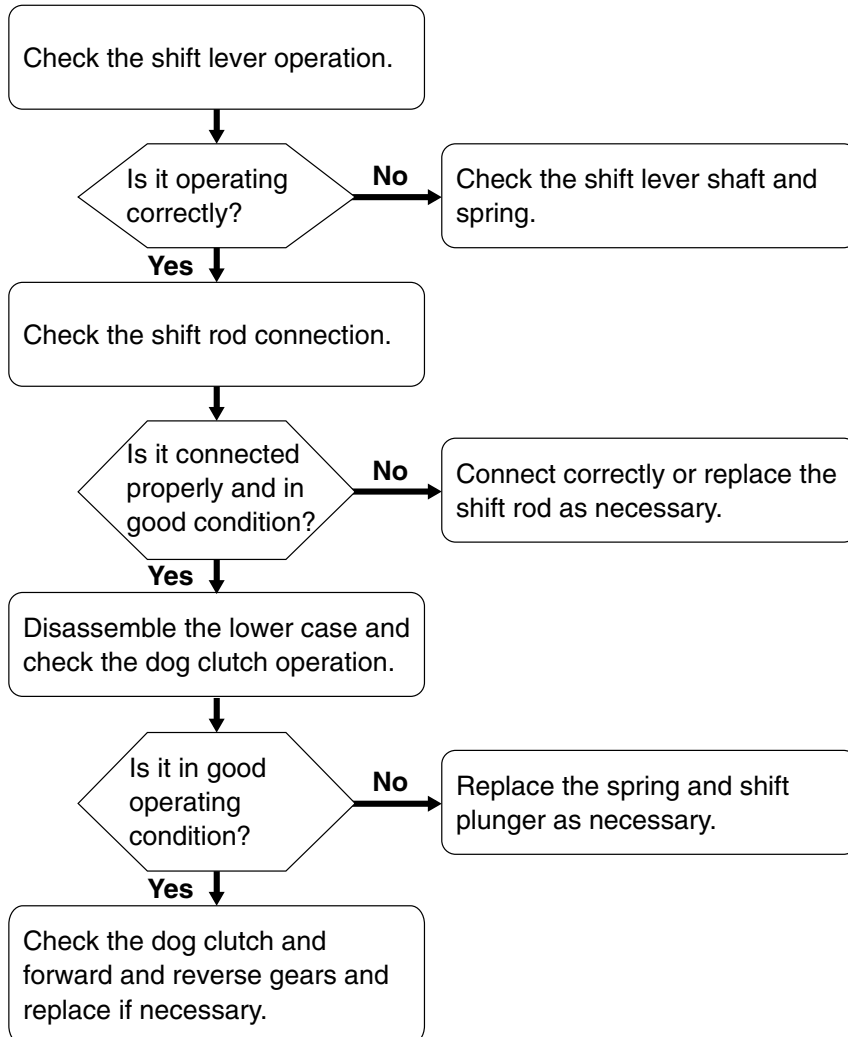 Check the shift lever operation.
Is it operating
correctly?
No
Check the shift lever shaft and
spring.
Yes
Check the shift rod connection.
Is it connected
properly and in
good condition?
No
Connect correctly or replace the
shift rod as necessary.
Yes
Disassemble the lower case and
check the dog clutch operation.
Is it in good
operating
condition?
No
Replace the spring and shift
plunger as necessary.
Yes
Check the dog clutch and
forward and reverse gears and
replace if necessary.